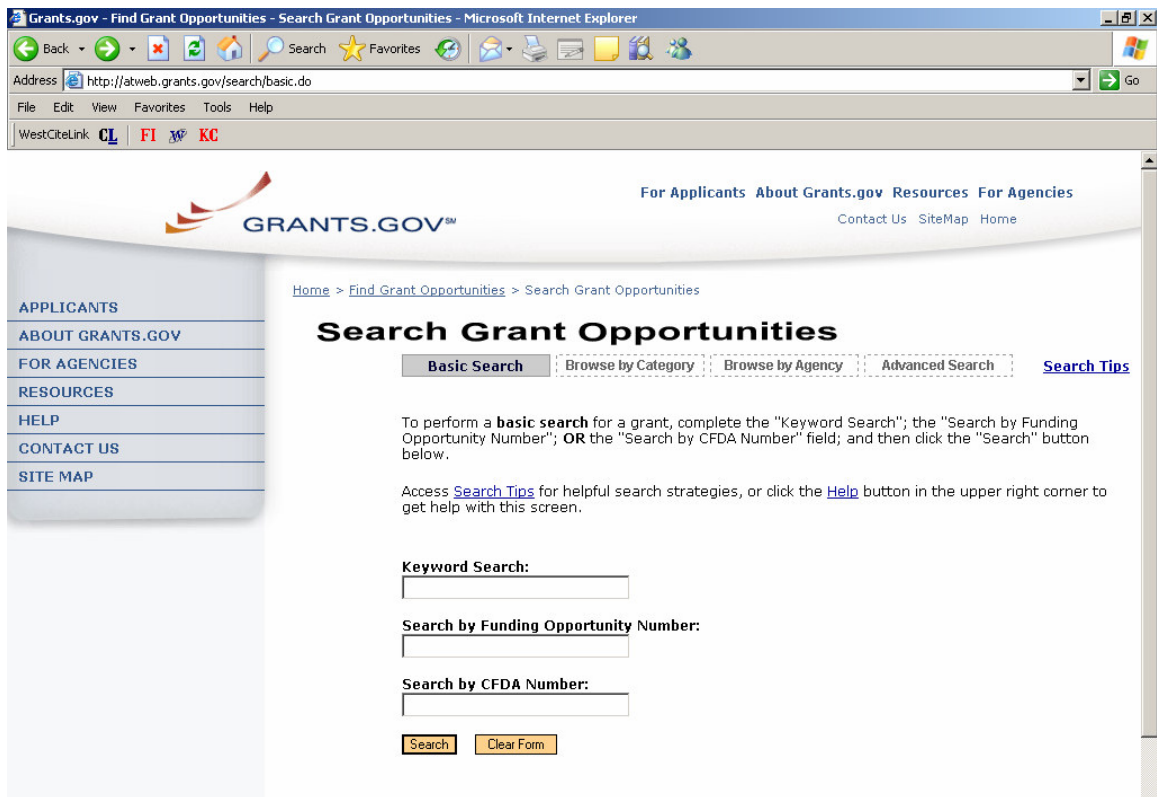 Grants.gov - Find Grant Opportunities - Search Grant Opportunities - Microsoft Internet Explorer
Back Search Favorites
Address http://atweb.grants.gov/search/basic.do Go
File Edit View Favorites Tools Help
WestCiteLink CL FI W KC
For Applicants About Grants.gov Resources For Agencies
Contact Us SiteMap Home
GRANTS.GOV℠
Home > Find Grant Opportunities > Search Grant Opportunities
APPLICANTS
ABOUT GRANTS.GOV
FOR AGENCIES
RESOURCES
HELP
CONTACT US
SITE MAP
Search Grant Opportunities
Basic Search Browse by Category Browse by Agency Advanced Search Search Tips
To perform a basic search for a grant, complete the "Keyword Search"; the "Search by Funding
Opportunity Number"; OR the "Search by CFDA Number" field; and then click the "Search" button
below.
Access Search Tips for helpful search strategies, or click the Help button in the upper right corner to
get help with this screen.
Keyword Search:
Search by Funding Opportunity Number:
Search by CFDA Number:
Search Clear Form